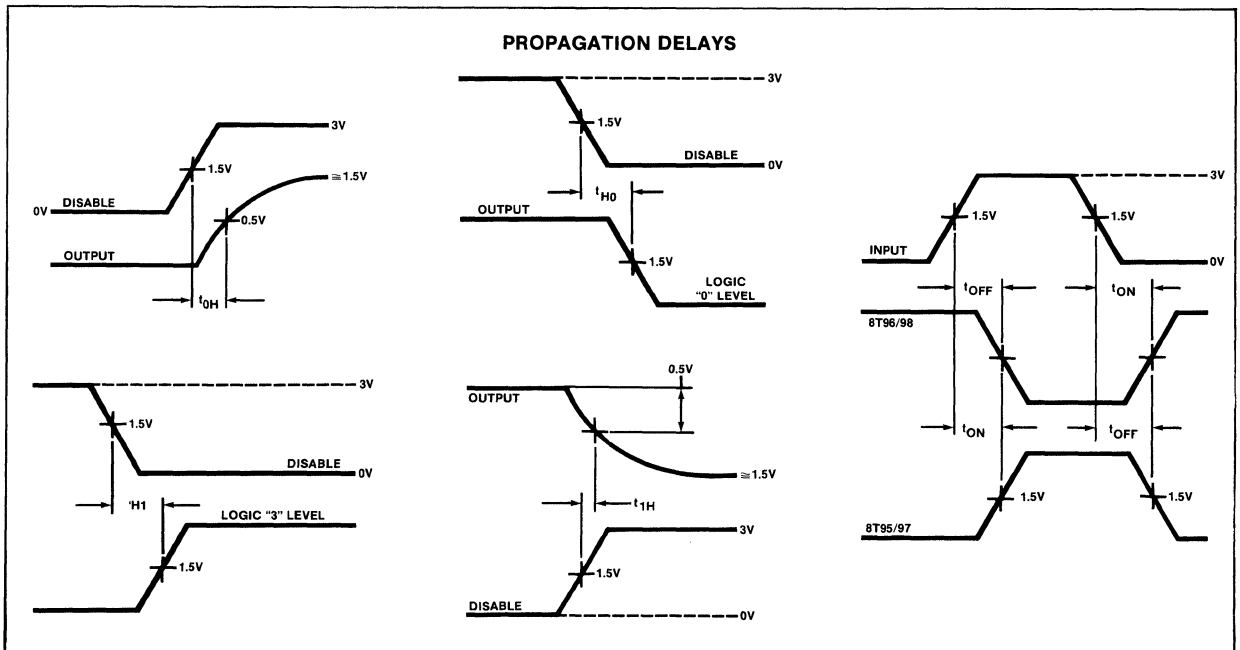 PROPAGATION DELAYS
3V
1.5V
≅1.5V
0V
DISABLE
0.5V
OUTPUT
t0H
3V
1.5V
DISABLE
0V
tH0
OUTPUT
1.5V
LOGIC
"0" LEVEL
3V
1.5V
1.5V
INPUT
0V
tOFF
tON
8T96/98
tON
tOFF
1.5V
1.5V
8T95/97
3V
1.5V
DISABLE
0V
'H1
LOGIC "3" LEVEL
1.5V
0.5V
OUTPUT
≅1.5V
t1H
3V
1.5V
DISABLE
0V